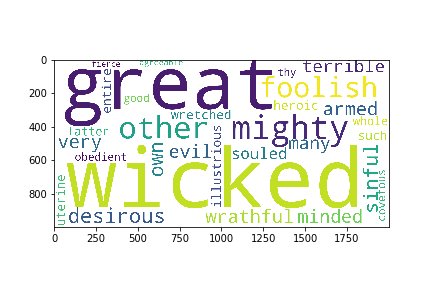 fierce agreeable
0 great thy terrible
entire foolish
200 good heroic armed
wretched whole
400 latter other mighty such
very own evil illustrious souled many sinful
600 obedient
wicked
800 uterine desirous wrathful minded covetous
0 250 500 750 1000 1250 1500 1750